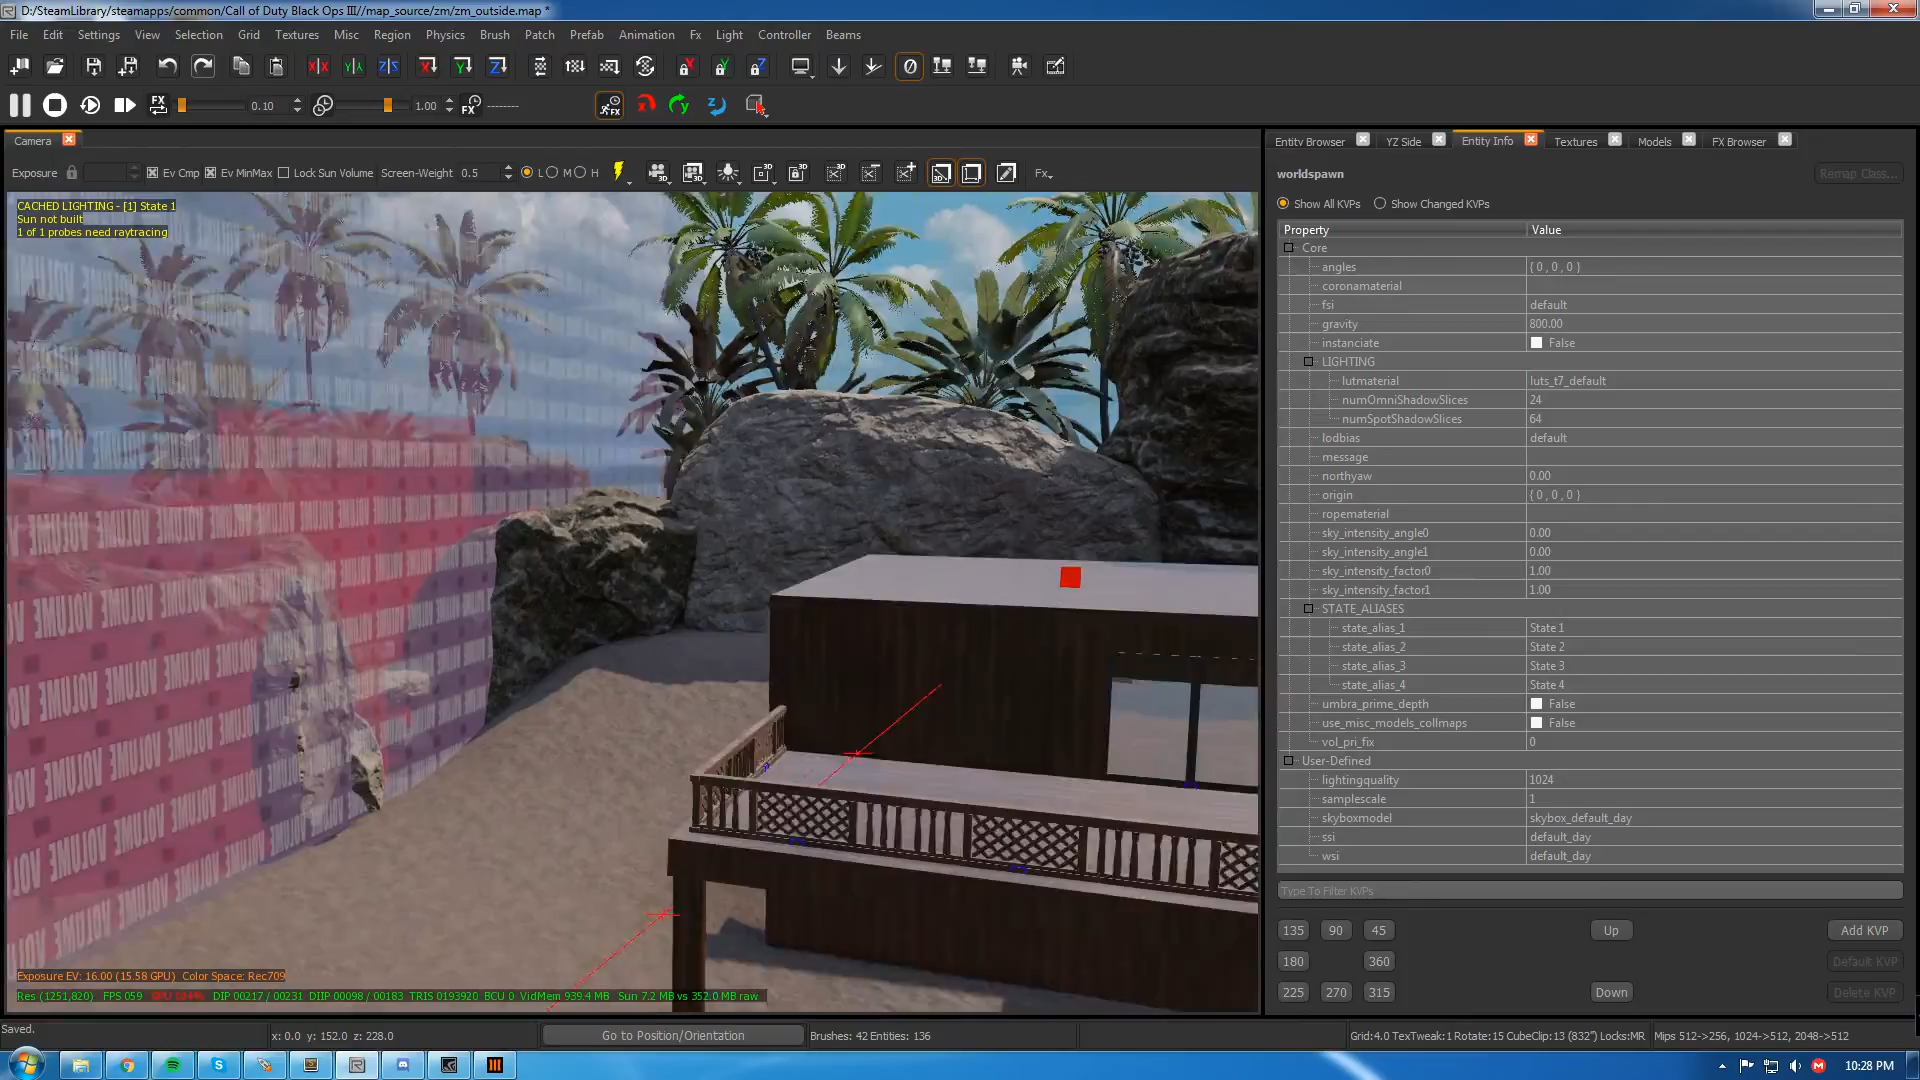 D:/SteamLibrary/steamapps/common/Call of Duty Black Ops III//map_source/zm/zm_outside.map *
File Edit Settings View Selection Grid Textures Misc Region Physics Brush Patch Prefab Animation Fx Light Controller Beams
FX 0.10 1.00 FX --------
Camera
Exposure Ev Cmp Ev MinMax Lock Sun Volume Screen-Weight 0.5 L M H Fx
CACHED LIGHTING - [1] State 1
Sun not built
1 of 1 probes need raytracing
VOLUME VOLUME VOLUME
Exposure EV: 16.00 (15.58 GPU) Color Space: Rec709
Res (1251,820) FPS 059 DIP 00217 / 00231 DIIP 00098 / 00183 TRIS 0193920 BCU 0 VidMem 939.4 MB Sun 7.2 MB vs 352.0 MB raw
Entity Browser YZ Side Entity Info Textures Models FX Browser
worldspawn
Remap Class...
Show All KVPs Show Changed KVPs
Property Value
Core
angles { 0 , 0 , 0 }
coronamaterial
fsi default
gravity 800.00
instanciate False
LIGHTING
lutmaterial luts_t7_default
numOmniShadowSlices 24
numSpotShadowSlices 64
lodbias default
message
northyaw 0.00
origin { 0 , 0 , 0 }
ropematerial
sky_intensity_angle0 0.00
sky_intensity_angle1 0.00
sky_intensity_factor0 1.00
sky_intensity_factor1 1.00
STATE_ALIASES
state_alias_1 State 1
state_alias_2 State 2
state_alias_3 State 3
state_alias_4 State 4
umbra_prime_depth False
use_misc_models_collmaps False
vol_pri_fix 0
User-Defined
lightingquality 1024
samplescale 1
skyboxmodel skybox_default_day
ssi default_day
wsi default_day
Type To Filter KVPs
135 90 45 Up Add KVP
180 360 Default KVP
225 270 315 Down Delete KVP
Saved.
x: 0.0 y: 152.0 z: 228.0
Go to Position/Orientation
Brushes: 42 Entities: 136
Grid:4.0 TexTweak:1 Rotate:15 CubeClip:13 (832") Locks:MR
Mips 512->256, 1024->512, 2048->512
10:28 PM